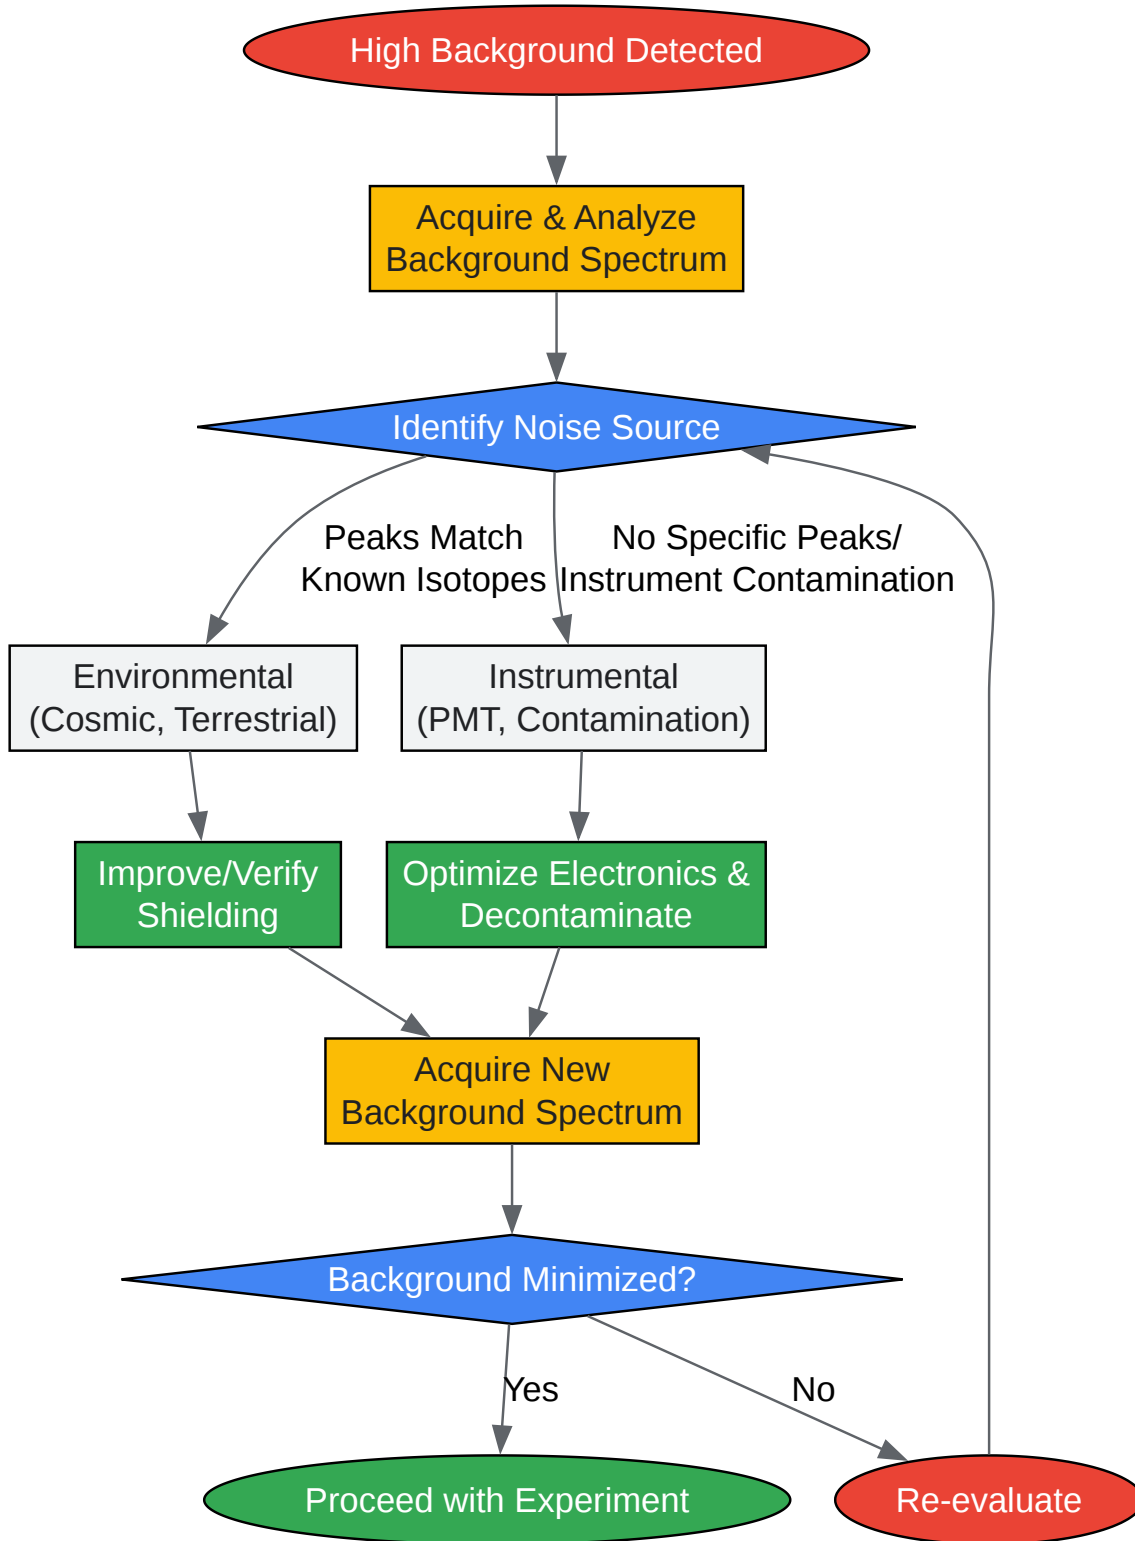 High Background Detected
Acquire & Analyze
Background Spectrum
Identify Noise Source
Peaks Match
Known Isotopes
No Specific Peaks/
Instrument Contamination
Environmental
(Cosmic, Terrestrial)
Instrumental
(PMT, Contamination)
Improve/Verify
Shielding
Optimize Electronics &
Decontaminate
Acquire New
Background Spectrum
Background Minimized?
Yes
No
Proceed with Experiment
Re-evaluate